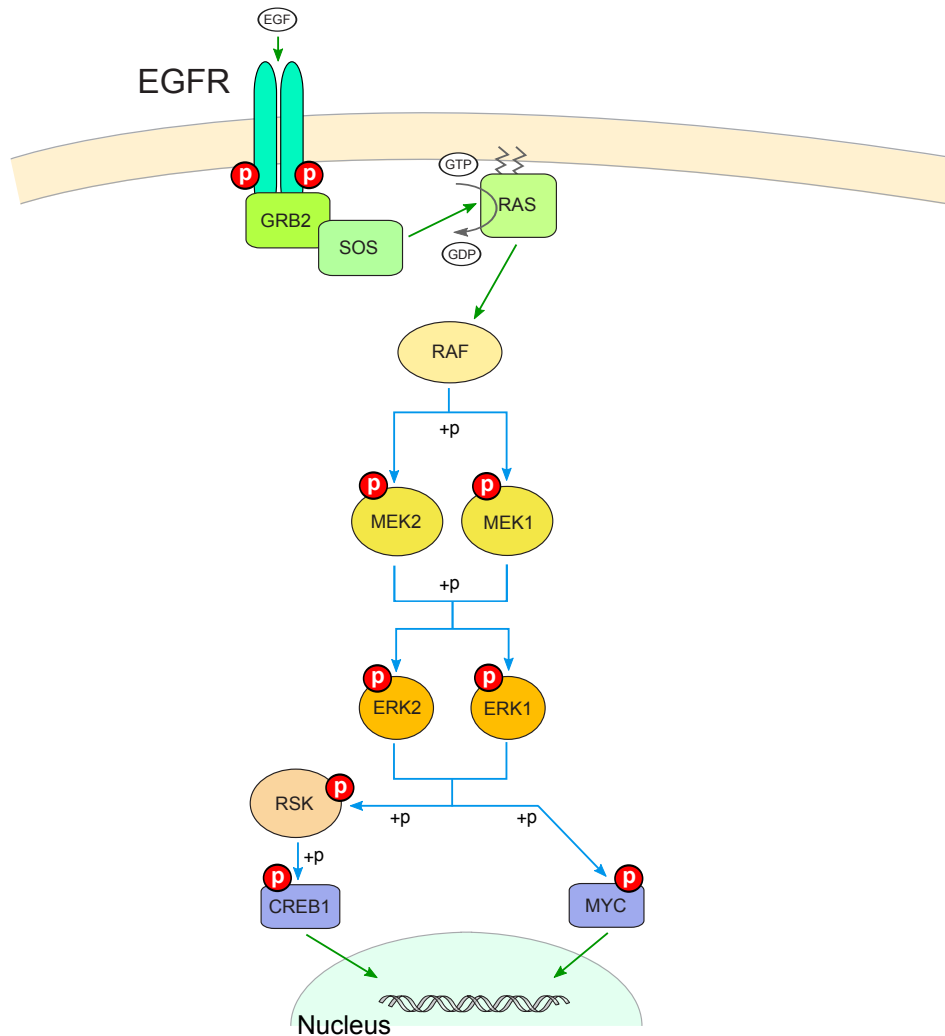 EGF
EGFR
p p
GTP
RAS
GRB2
SOS
GDP
RAF
+p
p p
MEK2 MEK1
+p
p p
ERK2 ERK1
p
RSK
+p +p
+p
p p
CREB1 MYC
Nucleus